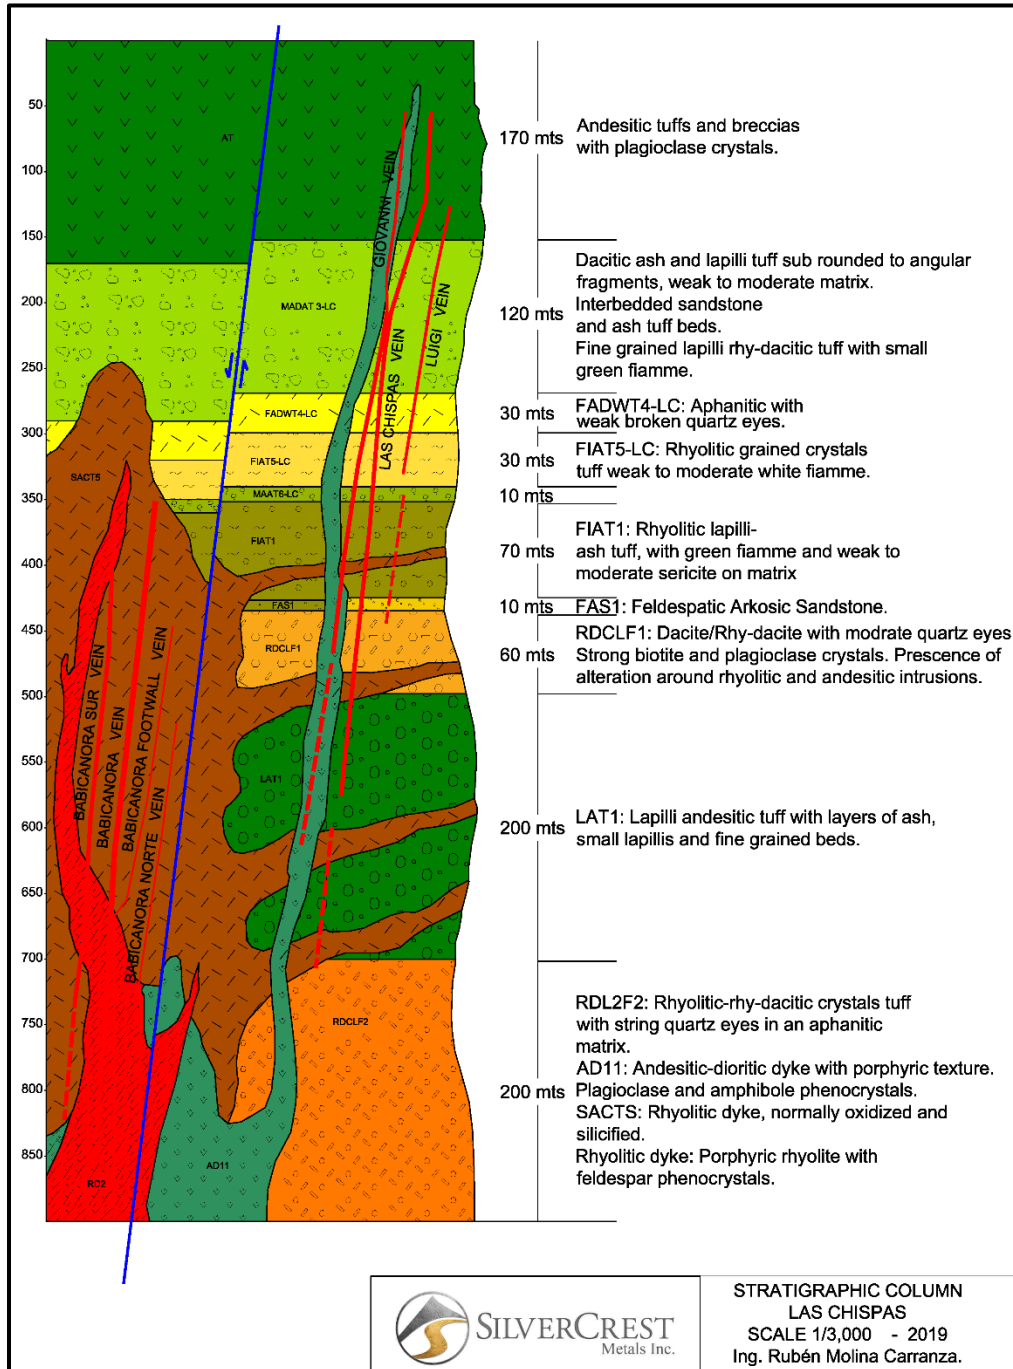 50
100
150
200
250
300
350
400
450
500
550
600
650
700
750
800
850
AT
MADAT 3-LC
FADWT4-LC
FIAT5-LC
MAAT6-LC
FIAT1
FAS1
RDCLF1
LAT1
RDCLF2
SACT5
RD2
AD11
GIOVANNI VEIN
LAS CHISPAS VEIN
LUIGI VEIN
BABICANORA SUR VEIN
BABICANORA VEIN
BABICANORA FOOTWALL VEIN
BABICANORA NORTE VEIN
170 mts
Andesitic tuffs and breccias
with plagioclase crystals.
120 mts
Dacitic ash and lapilli tuff sub rounded to angular
fragments, weak to moderate matrix.
Interbedded sandstone
and ash tuff beds.
Fine grained lapilli rhy-dacitic tuff with small
green fiamme.
30 mts
FADWT4-LC: Aphanitic with
weak broken quartz eyes.
30 mts
FIAT5-LC: Rhyolitic grained crystals
tuff weak to moderate white fiamme.
10 mts
70 mts
FIAT1: Rhyolitic lapilli-
ash tuff, with green fiamme and weak to
moderate sericite on matrix
10 mts
FAS1: Feldespatic Arkosic Sandstone.
60 mts
RDCLF1: Dacite/Rhy-dacite with modrate quartz eyes
Strong biotite and plagioclase crystals. Prescence of
alteration around rhyolitic and andesitic intrusions.
200 mts
LAT1: Lapilli andesitic tuff with layers of ash,
small lapillis and fine grained beds.
200 mts
RDL2F2: Rhyolitic-rhy-dacitic crystals tuff
with string quartz eyes in an aphanitic
matrix.
AD11: Andesitic-dioritic dyke with porphyric texture.
Plagioclase and amphibole phenocrystals.
SACTS: Rhyolitic dyke, normally oxidized and
silicified.
Rhyolitic dyke: Porphyric rhyolite with
feldespar phenocrystals.
SILVERCREST
Metals Inc.
STRATIGRAPHIC COLUMN
LAS CHISPAS
SCALE 1/3,000 - 2019
Ing. Rubén Molina Carranza.